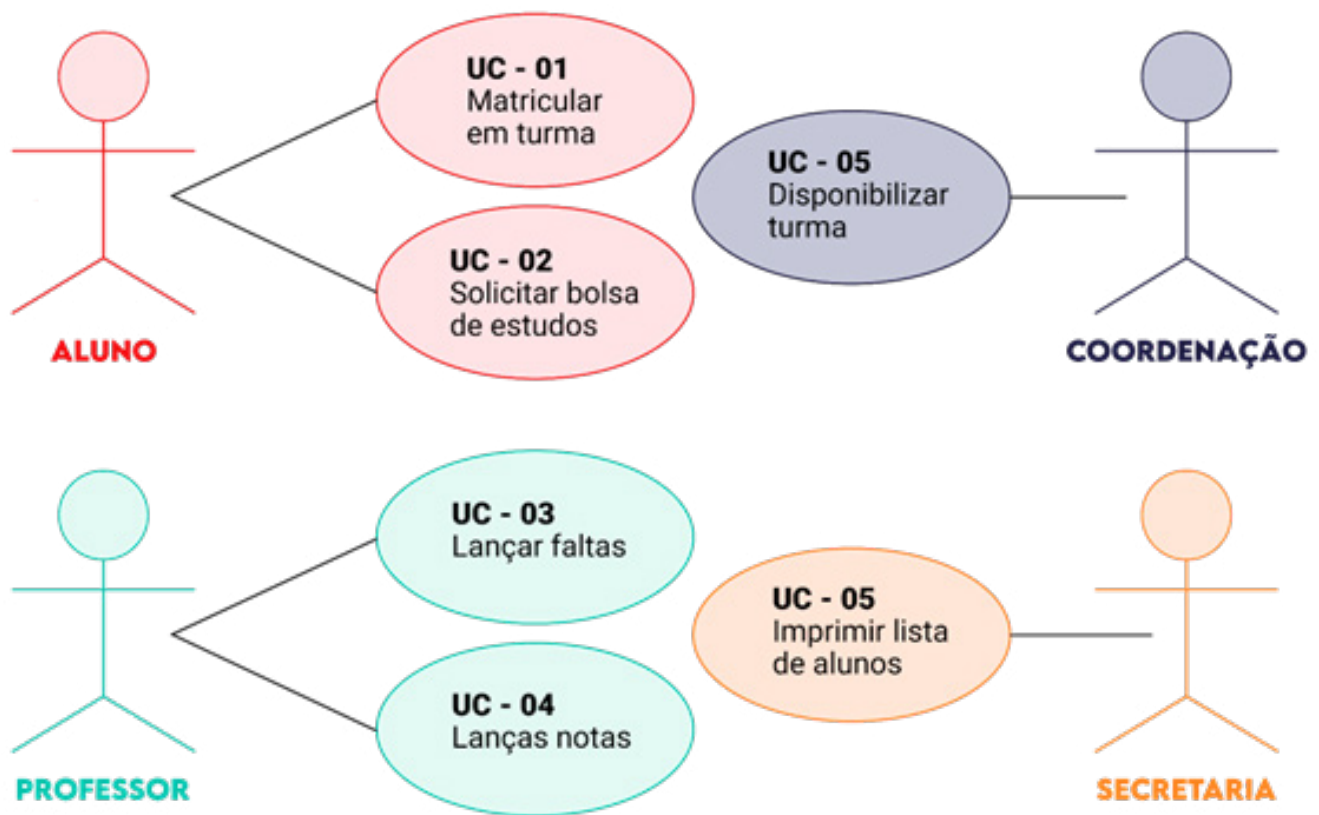 UC - 01
Matricular
em turma
UC - 02
Solicitar bolsa
de estudos
ALUNO
UC - 05
Disponibilizar
turma
COORDENAÇÃO
UC - 03
Lançar faltas
UC - 04
Lanças notas
PROFESSOR
UC - 05
Imprimir lista
de alunos
SECRETARIA